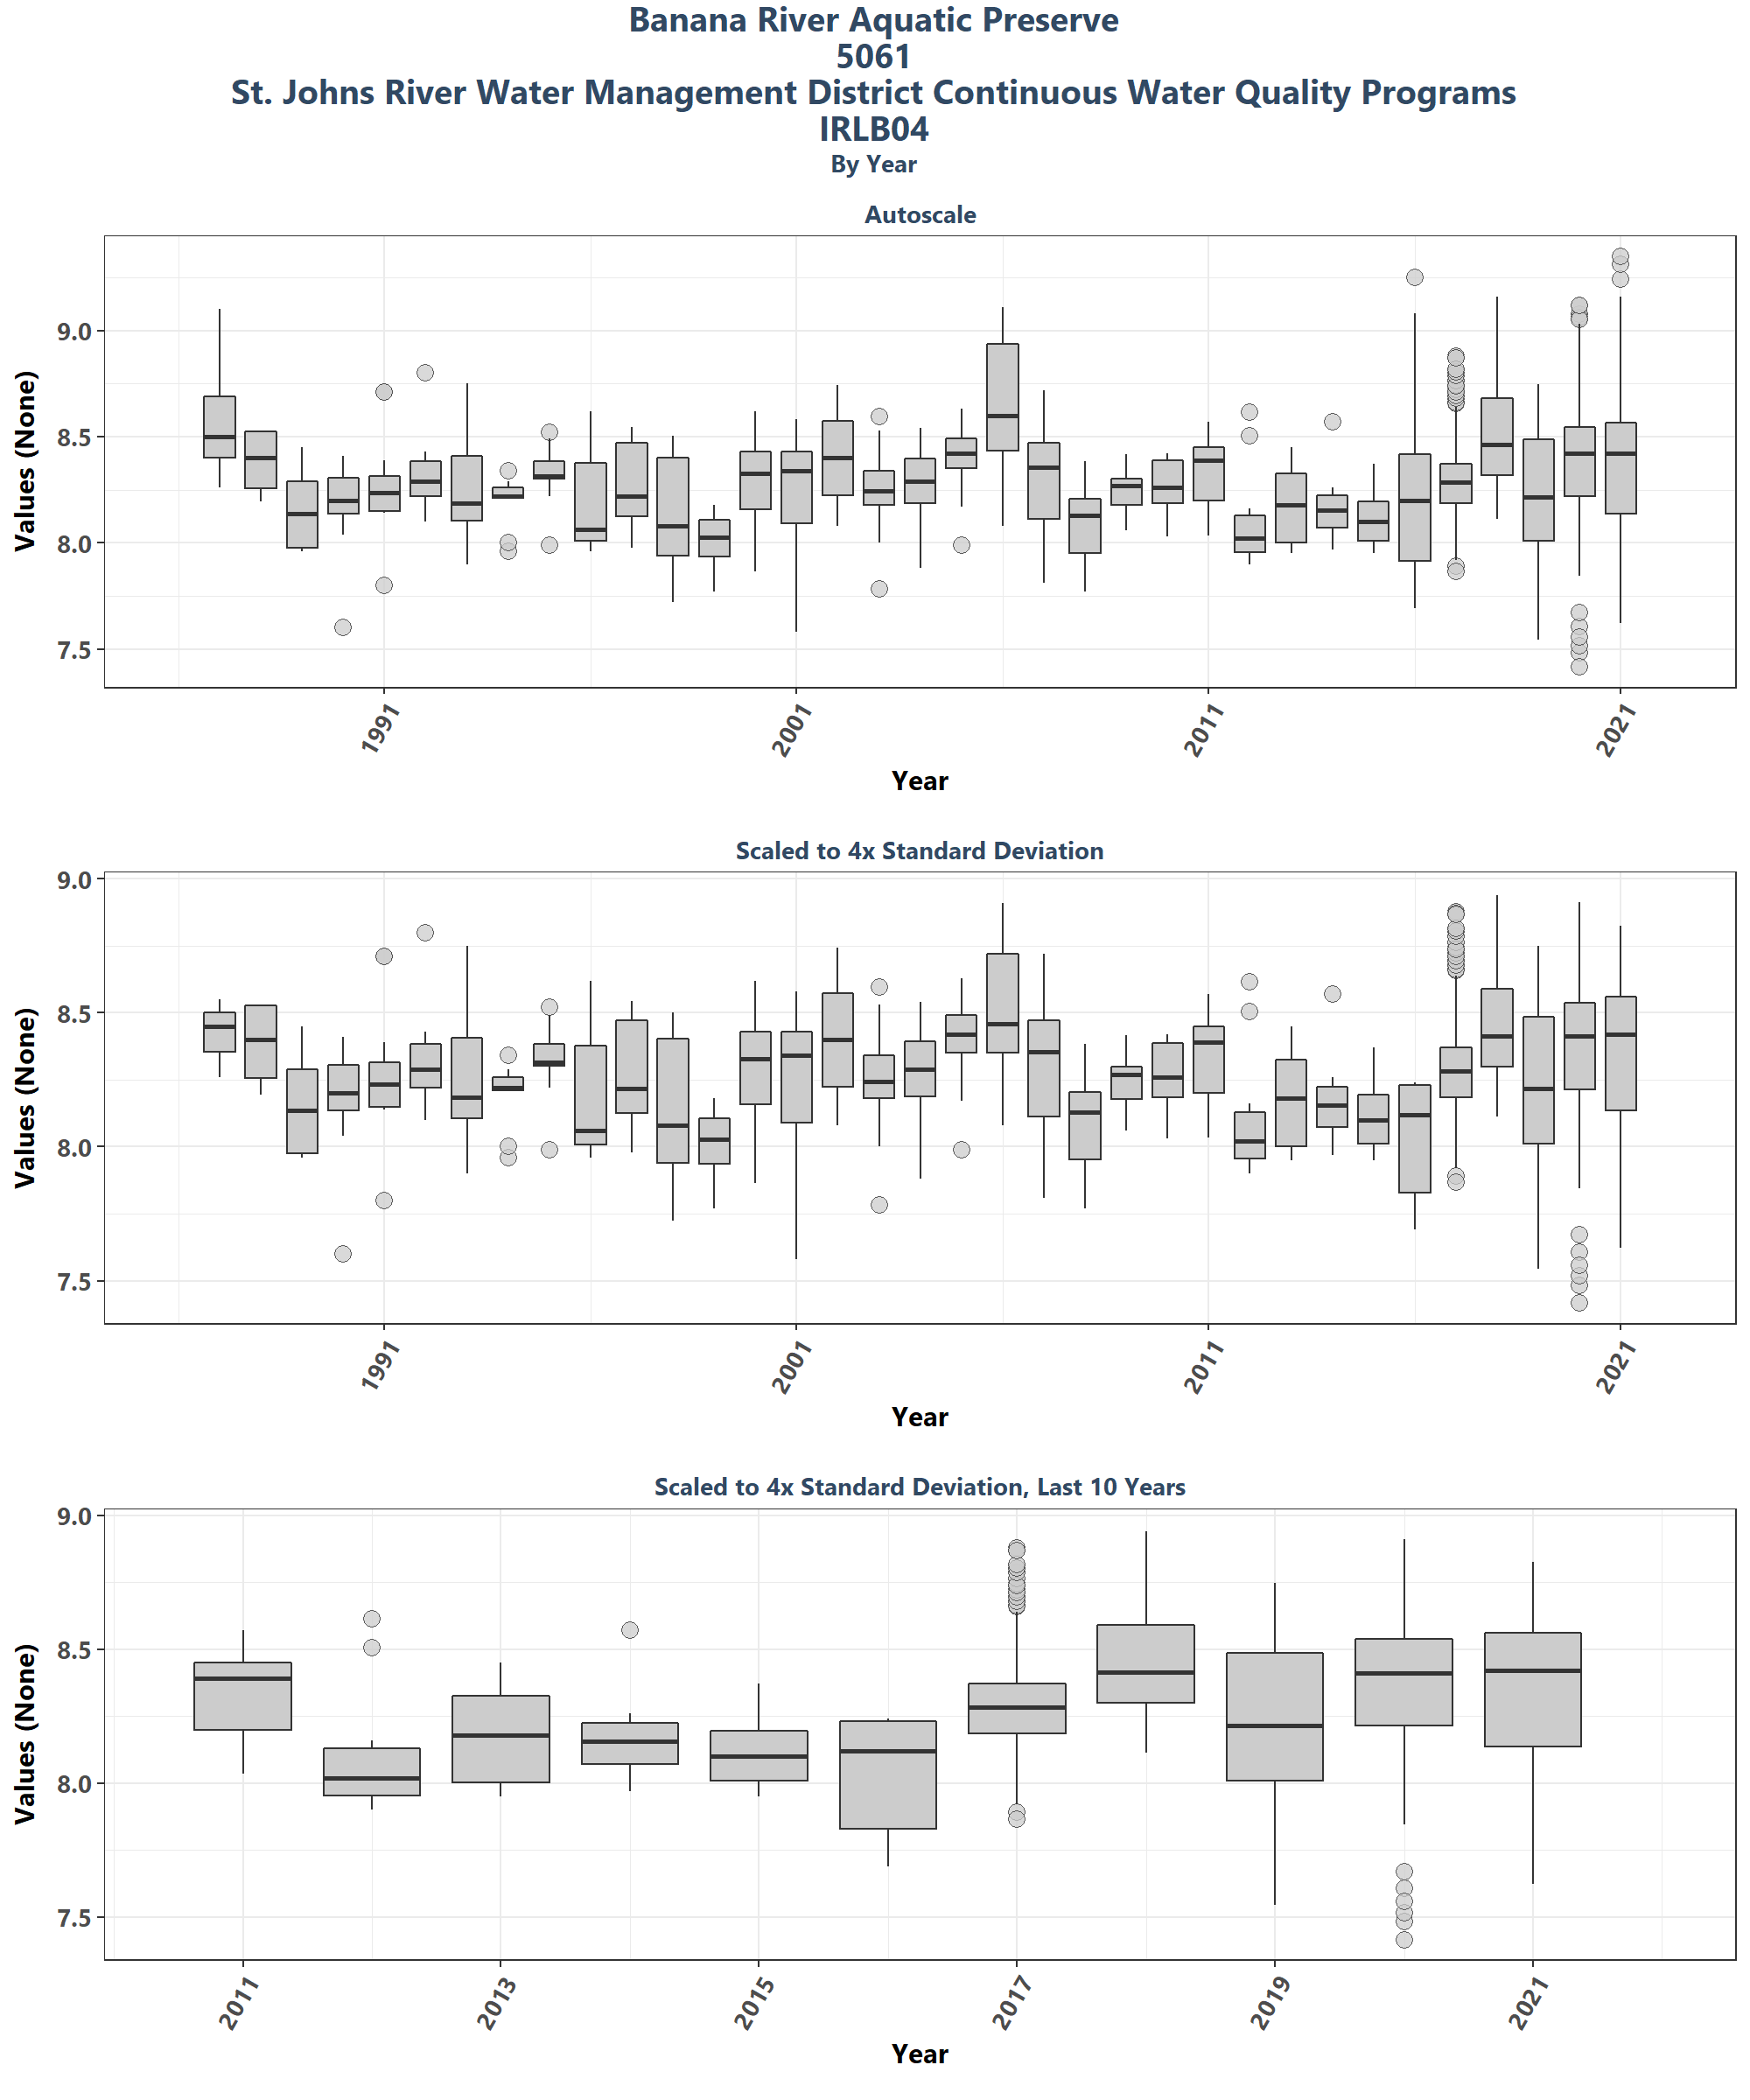 Banana River Aquatic Preserve
5061
St. Johns River Water Management District Continuous Water Quality Programs
IRLB04
By Year
Autoscale
Values (None)
9.0
8.5
8.0
7.5
1991
2001
2011
2021
Year
Scaled to 4x Standard Deviation
Values (None)
9.0
8.5
8.0
7.5
1991
2001
2011
2021
Year
Scaled to 4x Standard Deviation, Last 10 Years
Values (None)
9.0
8.5
8.0
7.5
2011
2013
2015
2017
2019
2021
Year